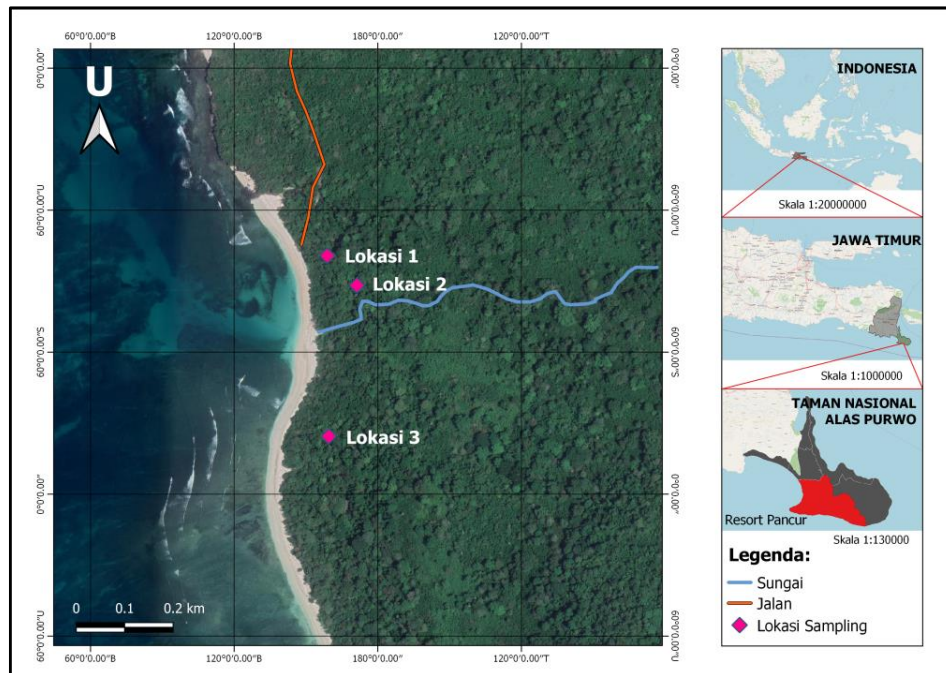 60°0'0.00"B 120°0'0.00"B 180°0'0.00" 120°0'0.00"T
0°0'0.00"
60°0'0.00"U
60°0'0.00"S
0°0'0.00"
60°0'0.00"U
U
Lokasi 1
Lokasi 2
Lokasi 3
0 0.1 0.2 km
0°0'0.00"
60°0'0.00"U
60°0'0.00"S
0°0'0.00"
60°0'0.00"U
60°0'0.00"B 120°0'0.00"B 180°0'0.00" 120°0'0.00"T
INDONESIA
Skala 1:20000000
JAWA TIMUR
Skala 1:1000000
TAMAN NASIONAL
ALAS PURWO
Resort Pancur
Skala 1:130000
Legenda:
Sungai
Jalan
Lokasi Sampling